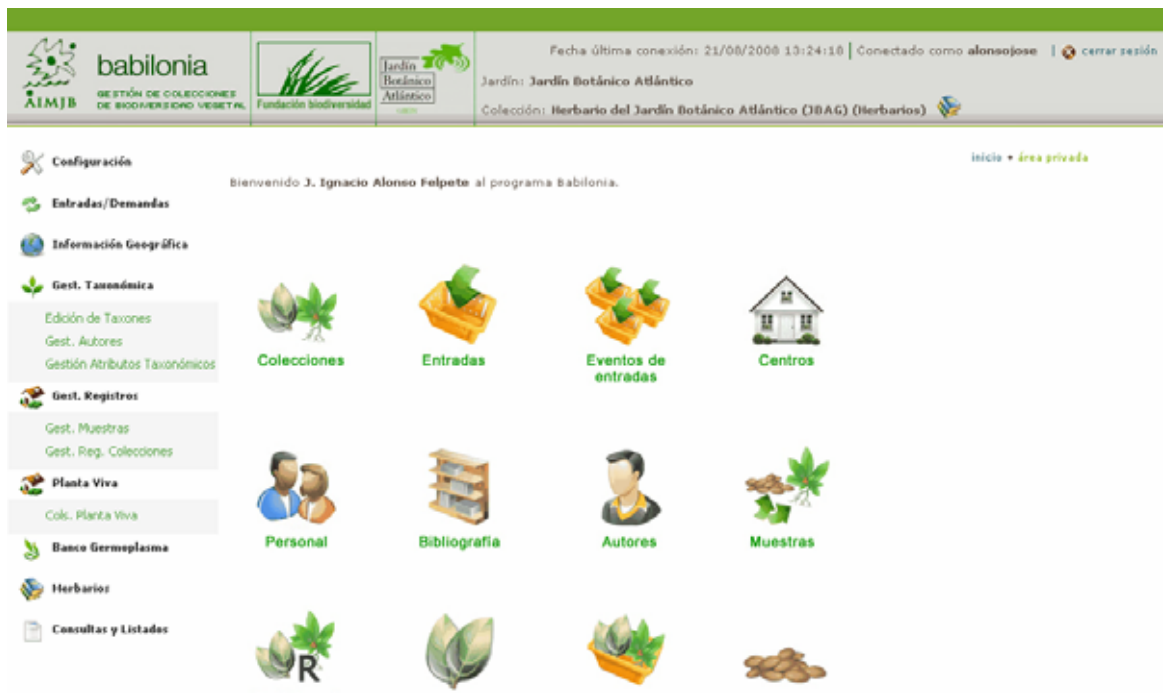 Fecha última conexión: 21/08/2008 13:24:18 | Conectado como alonsojose | cerrar sesión
babilonia
GESTIÓN DE COLECCIONES
DE BIODIVERSIDAD VEGETAL
AIMJB
Fundación biodiversidad
Jardín
Botánico
Atlántico
Jardín: Jardín Botánico Atlántico
Colección: Herbario del Jardín Botánico Atlántico (JBAG) (Herbarios)
inicio • área privada
Bienvenido J. Ignacio Alonso Felpete al programa Babilonia.
Configuración
Entradas/Demandas
Información Geográfica
Gest. Taxonómica
Edición de Taxones
Gest. Autores
Gestión Atributos Taxonómicos
Gest. Registros
Gest. Muestras
Gest. Reg. Colecciones
Planta Viva
Cols. Planta Viva
Banco Germoplasma
Herbarios
Consultas y Listados
Colecciones
Entradas
Eventos de
entradas
Centros
Personal
Bibliografía
Autores
Muestras
R